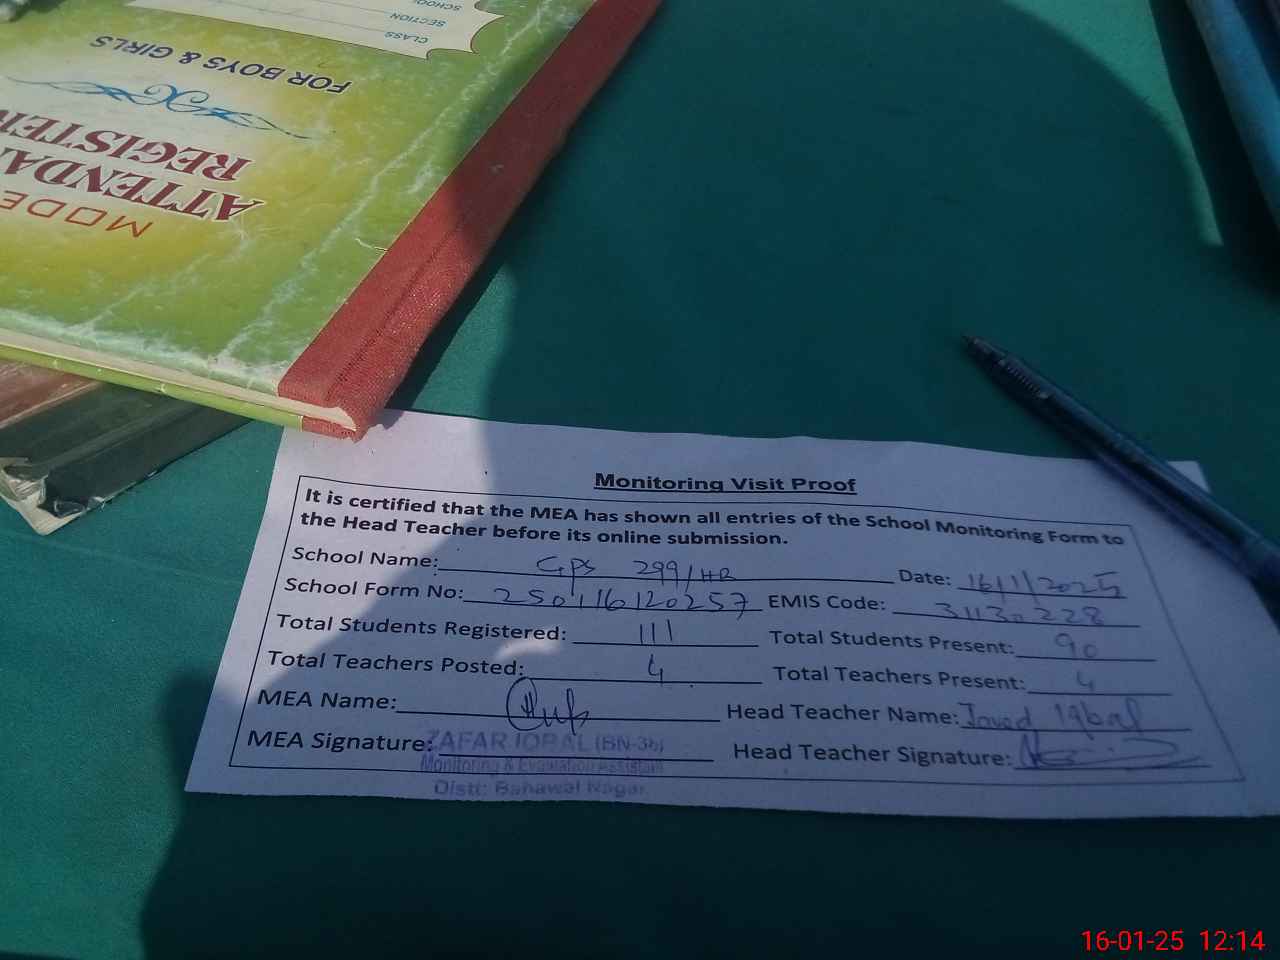 SCHOOL
SECTION
CLASS
FOR BOYS & GIRLS
REGISTER
MODE
Monitoring Visit Proof
It is certified that the MEA has shown all entries of the School Monitoring Form to
the Head Teacher before its online submission.
School Name: GPS 299/HR Date: 16/1/2025
School Form No: 250116120257 EMIS Code: 31130228
Total Students Registered: 111 Total Students Present: 90
Total Teachers Posted: 4 Total Teachers Present: 4
MEA Name: Head Teacher Name: Javed Iqbal
MEA Signature: ZAFAR IQBAL (BN-36) Head Teacher Signature:
Monitoring & Evaluation Assistant
Distt: Bahawal Nagar
16-01-25 12:14